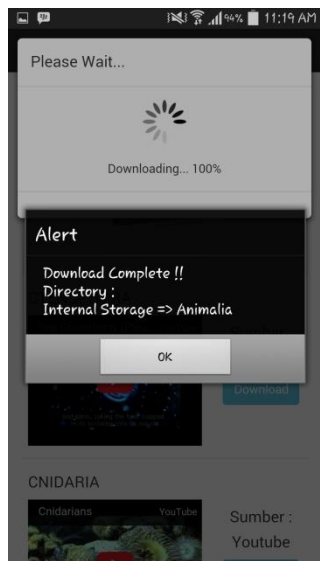 94% 11:19 AM
Please Wait...
Downloading... 100%
Alert
Download Complete !!
Directory :
Internal Storage => Animalia
OK
Download
CNIDARIA
Cnidarians YouTube
Sumber :
Youtube